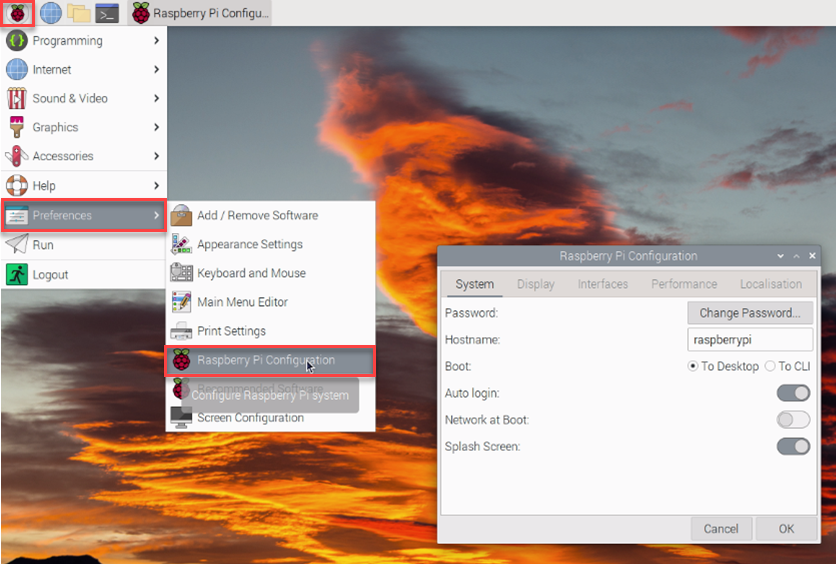 Raspberry Pi Configu...
Programming
Internet
Sound & Video
Graphics
Accessories
Help
Preferences
Run
Logout
Add / Remove Software
Appearance Settings
Keyboard and Mouse
Main Menu Editor
Print Settings
Raspberry Pi Configuration
Recommended Software
Configure Raspberry Pi system
Screen Configuration
Raspberry Pi Configuration
System Display Interfaces Performance Localisation
Password: Change Password...
Hostname: raspberrypi
Boot: To Desktop To CLI
Auto login:
Network at Boot:
Splash Screen:
Cancel OK